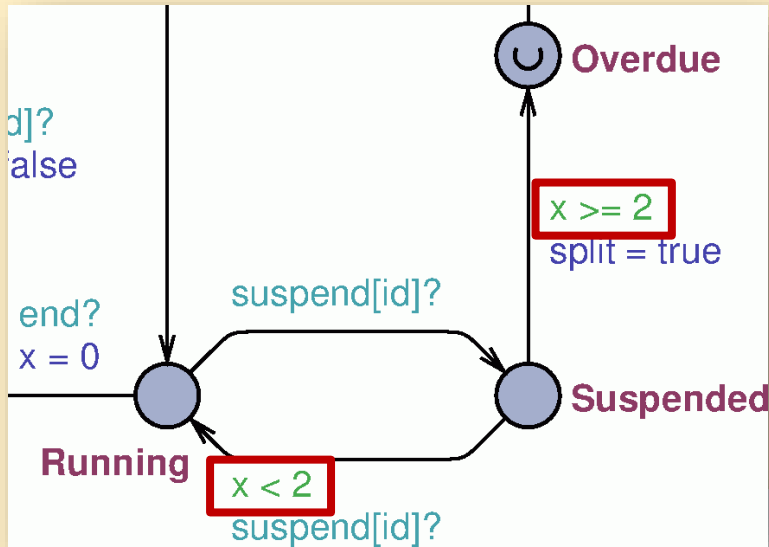 Overdue
d]?
false
x >= 2
split = true
suspend[id]?
end?
x = 0
Suspended
Running
x < 2
suspend[id]?